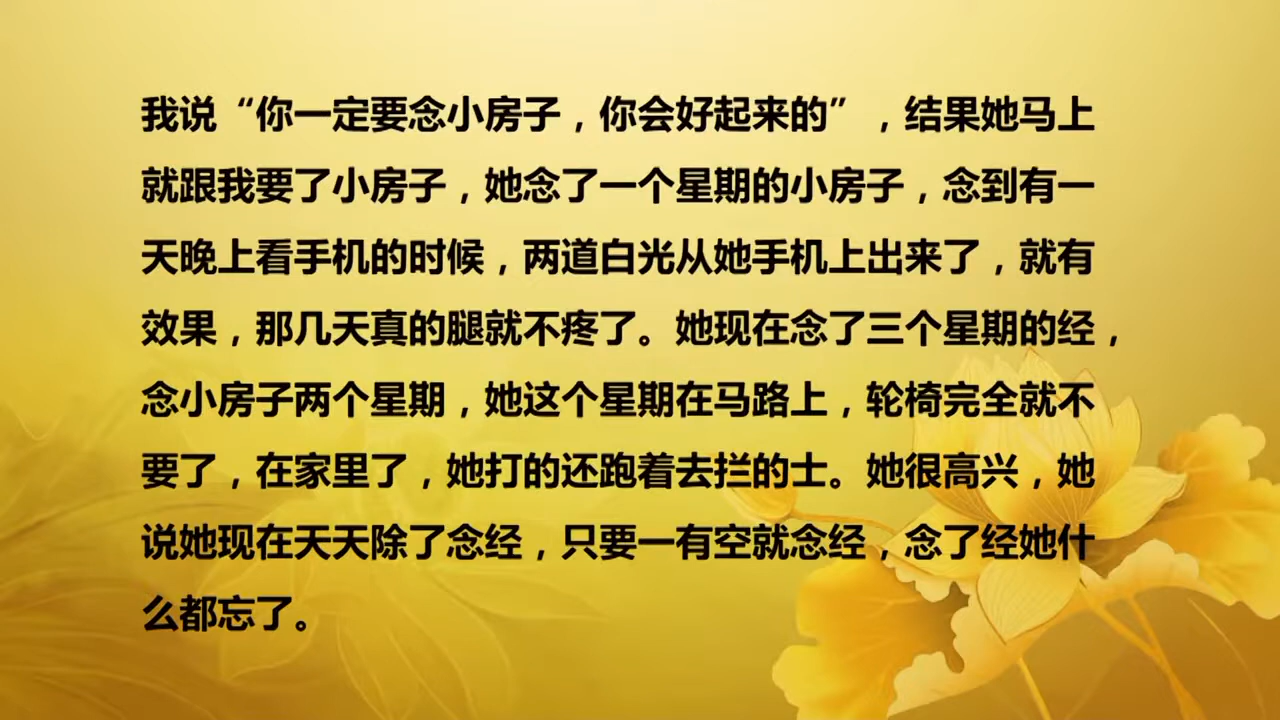 我说“你一定要念小房子，你会好起来的”，结果她马上
就跟我要了小房子，她念了一个星期的小房子，念到有一
天晚上看手机的时候，两道白光从她手机上出来了，就有
效果，那几天真的腿就不疼了。她现在念了三个星期的经，
念小房子两个星期，她这个星期在马路上，轮椅完全就不
要了，在家里了，她打的还跑着去拦的士。她很高兴，她
说她现在天天除了念经，只要一有空就念经，念了经她什
么都忘了。